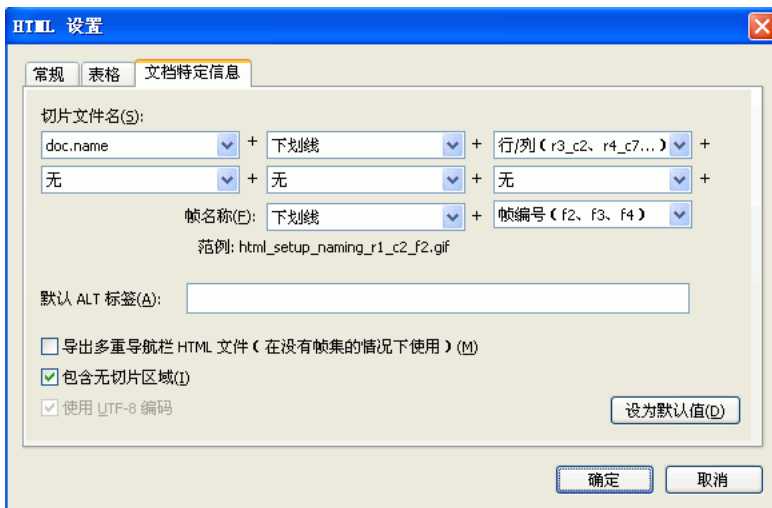 HTML 设置
常规 表格 文档特定信息
切片文件名(S):
doc.name + 下划线 + 行/列(r3_c2、r4_c7...) +
无 + 无 + 无 +
帧名称(F): 下划线 + 帧编号(f2、f3、f4)
范例: html_setup_naming_r1_c2_f2.gif
默认 ALT 标签(A):
导出多重导航栏 HTML 文件(在没有帧集的情况下使用)(M)
包含无切片区域(I)
使用 UTF-8 编码
设为默认值(D)
确定 取消